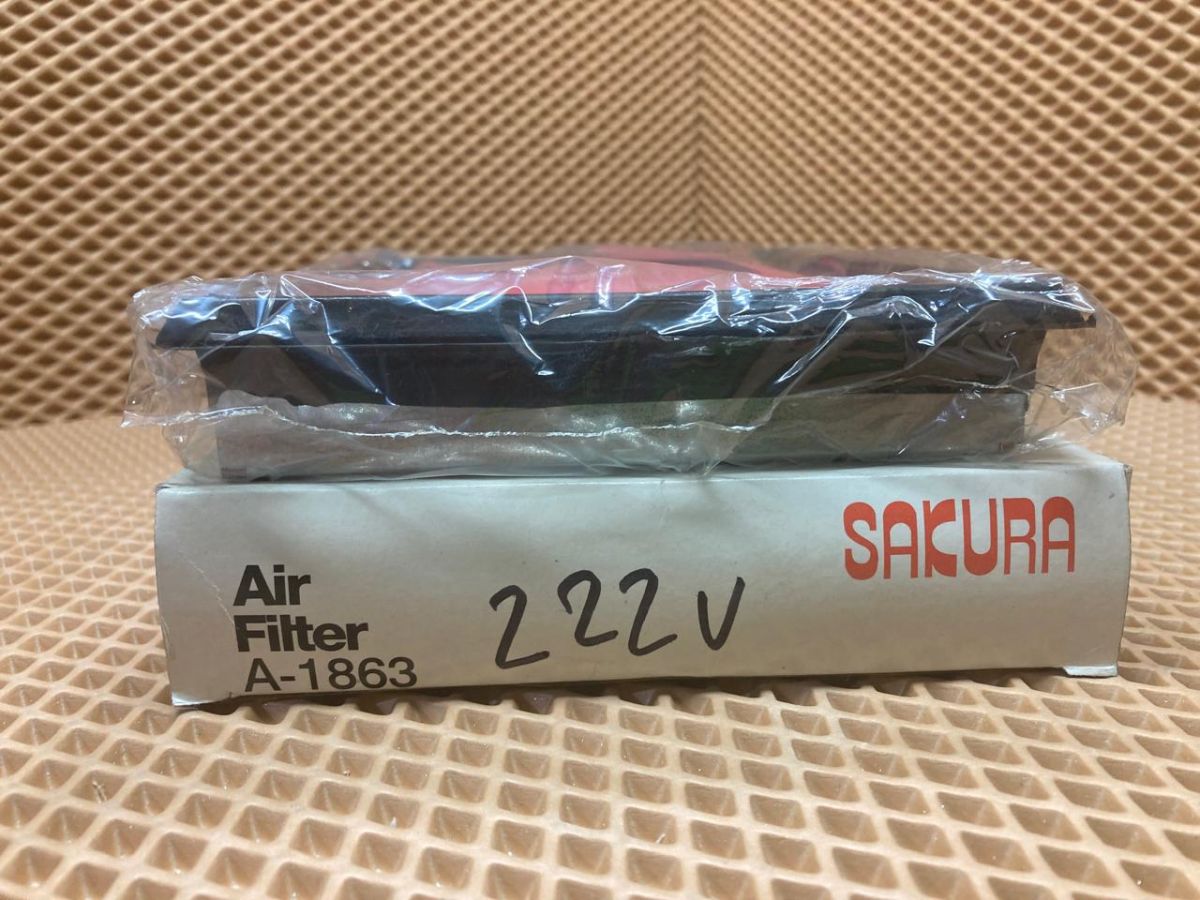 SAKURA
Air
Filter
A-1863
222V